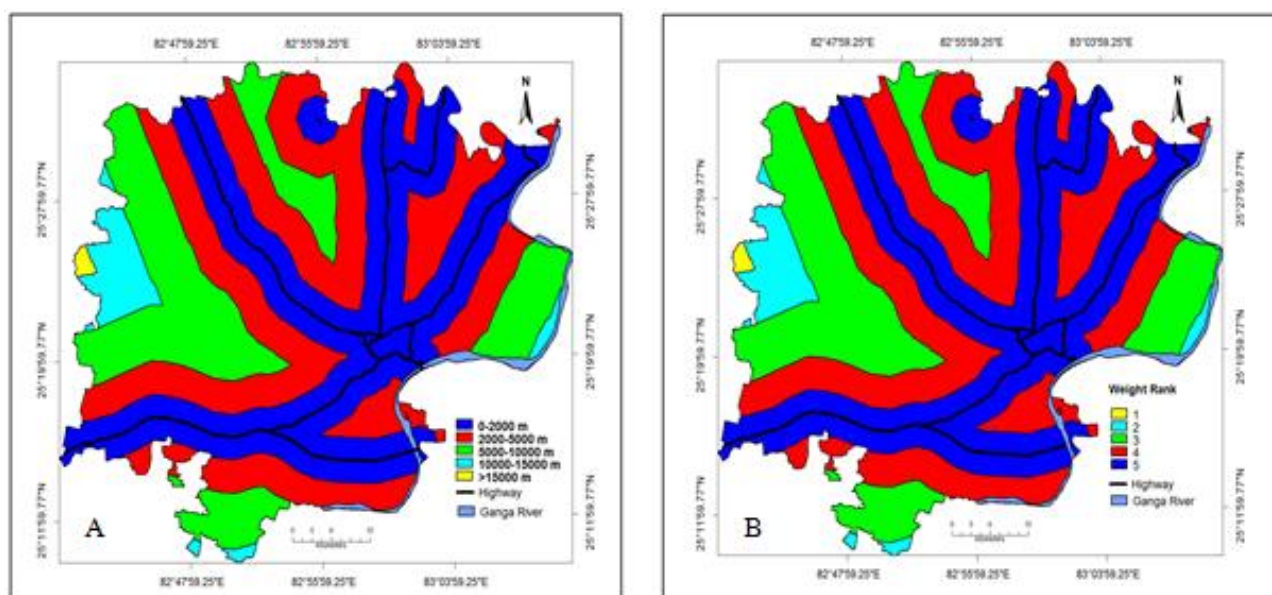 82°47'59.25"E 82°55'59.25"E 83°03'59.25"E
N
25°27'59.77"N
25°19'59.77"N
25°11'59.77"N
25°27'59.77"N
25°19'59.77"N
25°11'59.77"N
0-2000 m
2000-5000 m
5000-10000 m
10000-15000 m
>15000 m
Highway
Ganga River
A
82°47'59.25"E 82°55'59.25"E 83°03'59.25"E
82°47'59.25"E 82°55'59.25"E 83°03'59.25"E
N
25°27'59.77"N
25°19'59.77"N
25°11'59.77"N
25°27'59.77"N
25°19'59.77"N
25°11'59.77"N
Weight Rank
1
2
3
4
5
Highway
Ganga River
B
82°47'59.25"E 82°55'59.25"E 83°03'59.25"E